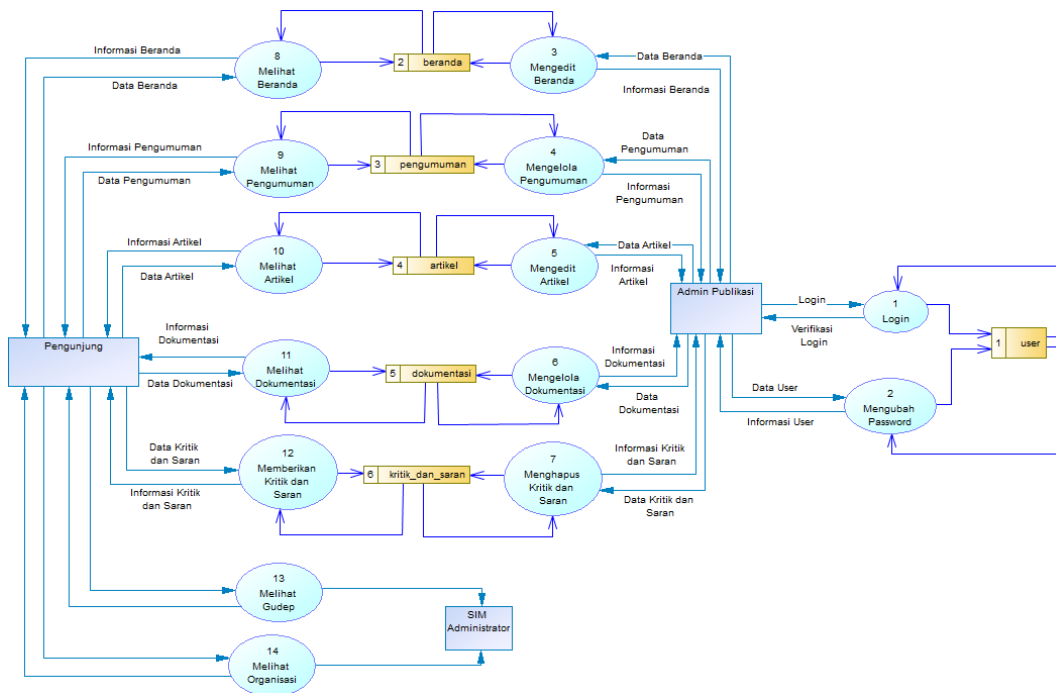 Informasi Beranda
Data Beranda
8
Melihat
Beranda
2 beranda
3
Mengedit
Beranda
Data Beranda
Informasi Beranda
Informasi Pengumuman
Data Pengumuman
9
Melihat
Pengumuman
3 pengumuman
4
Mengelola
Pengumuman
Data
Pengumuman
Informasi
Pengumuman
Informasi Artikel
Data Artikel
10
Melihat
Artikel
4 artikel
5
Mengedit
Artikel
Data Artikel
Informasi
Artikel
Admin Publikasi
Login
Verifikasi
Login
1
Login
1 user
Pengunjung
Informasi
Dokumentasi
Data Dokumentasi
11
Melihat
Dokumentasi
5 dokumentasi
6
Mengelola
Dokumentasi
Informasi
Dokumentasi
Data
Dokumentasi
Data User
Informasi User
2
Mengubah
Password
Data Kritik
dan Saran
Informasi Kritik
dan Saran
12
Memberikan
Kritik dan
Saran
6 kritik_dan_saran
7
Menghapus
Kritik dan
Saran
Informasi Kritik
dan Saran
Data Kritik dan
Saran
13
Melihat
Gudep
SIM
Administrator
14
Melihat
Organisasi